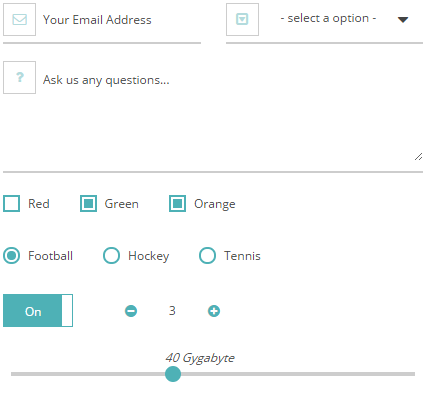 Your Email Address - select a option -
? Ask us any questions...
Red Green Orange
Football Hockey Tennis
On 3
40 Gygabyte